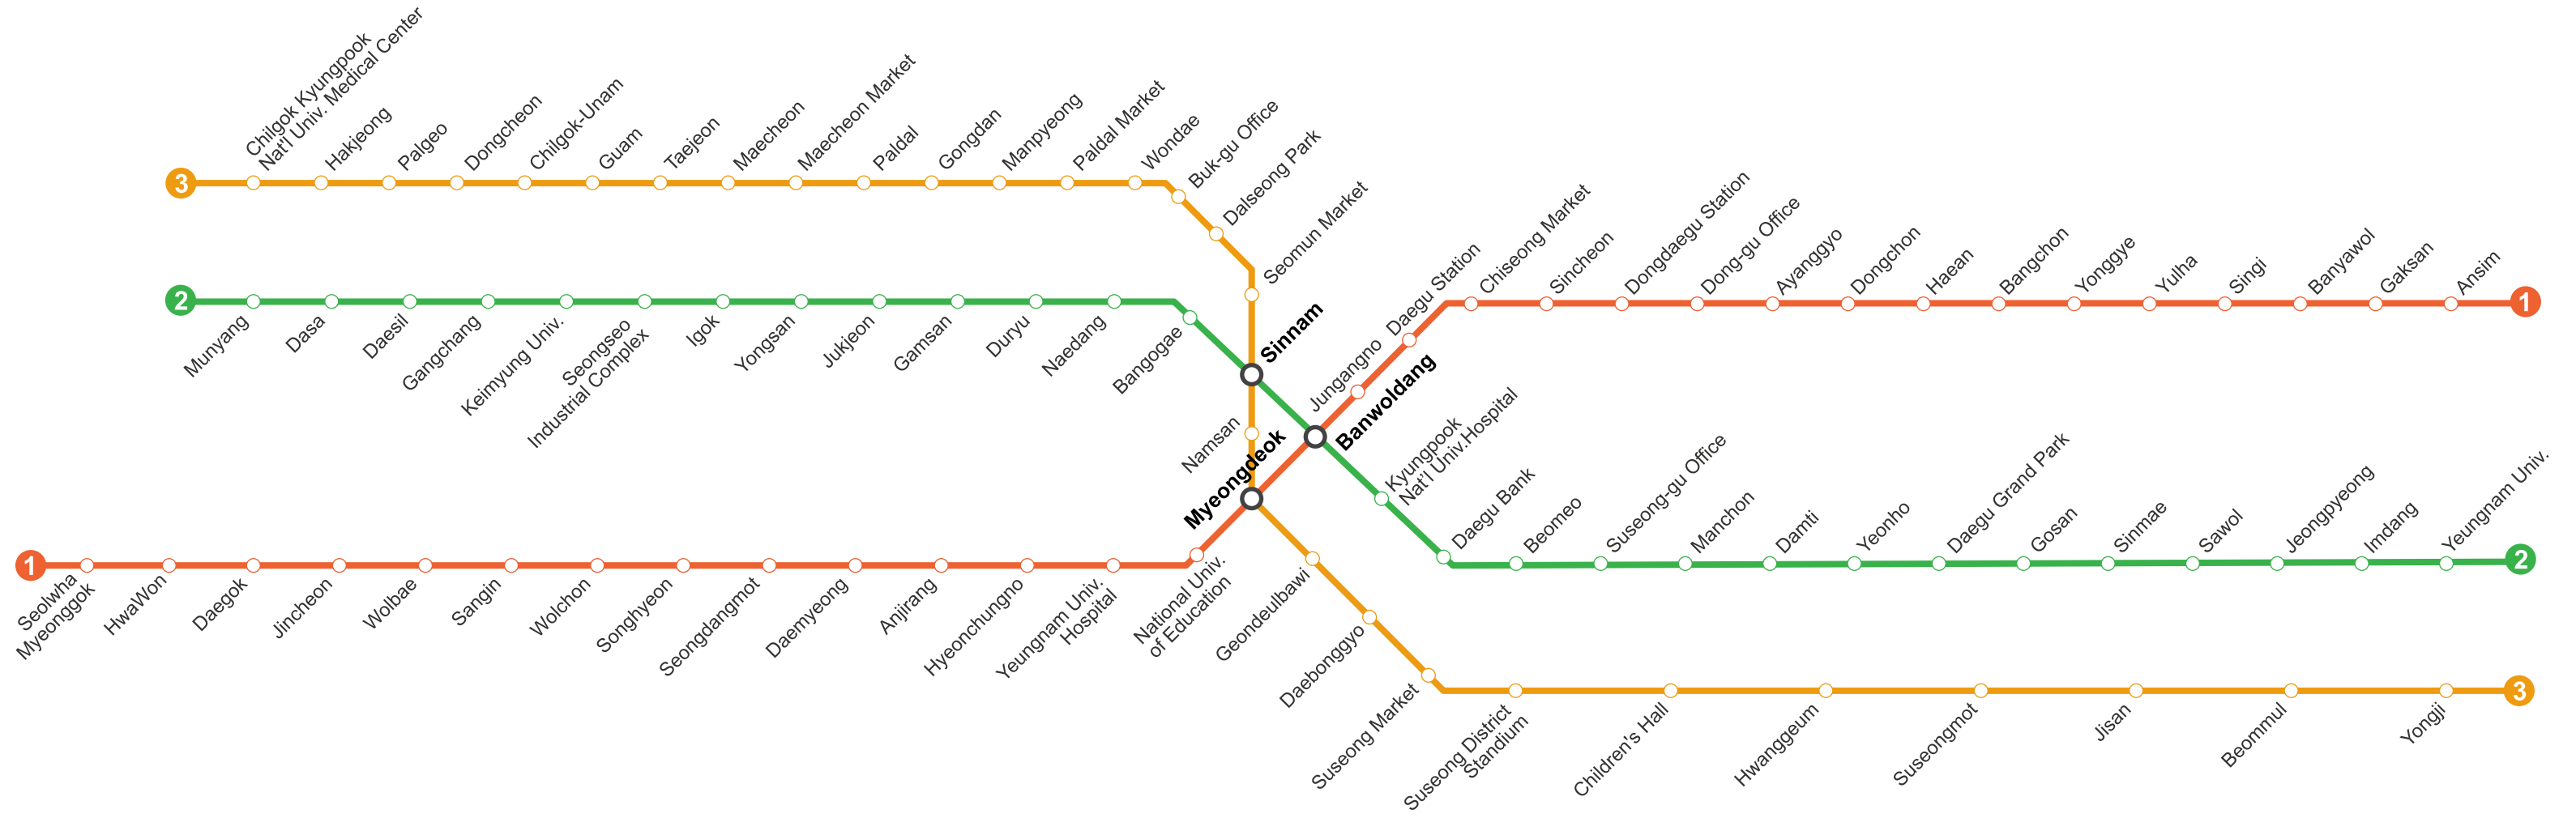 3
Chilgok Kyungpook
Nat'l Univ. Medical Center
Hakjeong
Palgeo
Dongcheon
Chilgok-Unam
Guam
Taejeon
Maecheon
Maecheon Market
Paldal
Gongdan
Manpyeong
Paldal Market
Wondae
Buk-gu Office
Dalseong Park
Seomun Market
Sinnam
Namsan
Myeongdeok
Geondeulbawi
Daebonggyo
Suseong Market
Suseong District
Standium
Children's Hall
Hwanggeum
Suseongmot
Jisan
Beommul
Yongji
3
2
Munyang
Dasa
Daesil
Gangchang
Keimyung Univ.
Seongseo
Industrial Complex
Igok
Yongsan
Jukjeon
Gamsan
Duryu
Naedang
Bangogae
Banwoldang
Kyungpook
Nat'l Univ.Hospital
Daegu Bank
Beomeo
Suseong-gu Office
Manchon
Damti
Yeonho
Daegu Grand Park
Gosan
Sinmae
Sawol
Jeongpyeong
Imdang
Yeungnam Univ.
2
1
Seolwha
Myeonggok
HwaWon
Daegok
Jincheon
Wolbae
Sangin
Wolchon
Songhyeon
Seongdangmot
Daemyeong
Anjirang
Hyeonchungno
Yeungnam Univ.
Hospital
National Univ.
of Education
Jungangno
Daegu Station
Chiseong Market
Sincheon
Dongdaegu Station
Dong-gu Office
Ayanggyo
Dongchon
Haean
Bangchon
Yonggye
Yulha
Singi
Banyawol
Gaksan
Ansim
1